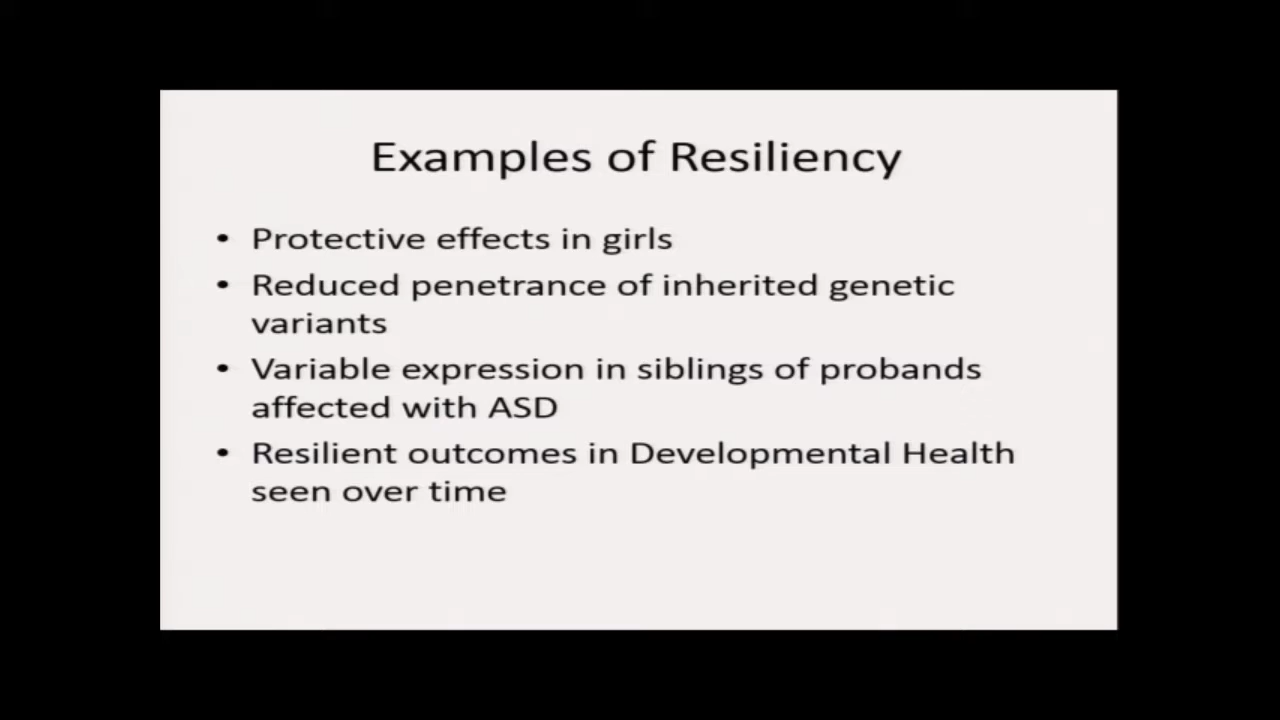 Examples of Resiliency
• Protective effects in girls
• Reduced penetrance of inherited genetic
variants
• Variable expression in siblings of probands
affected with ASD
• Resilient outcomes in Developmental Health
seen over time